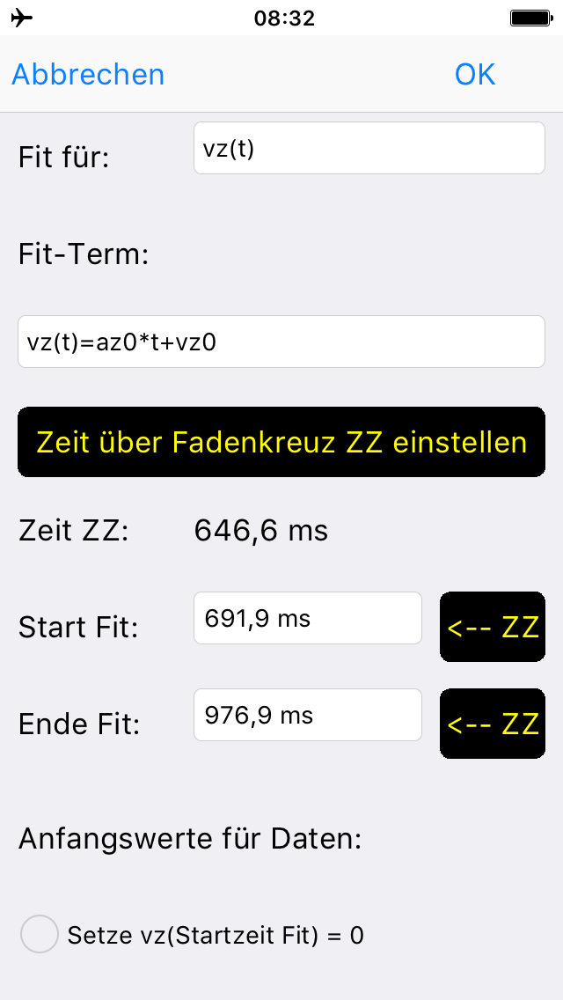 08:32
Abbrechen OK
Fit für: vz(t)
Fit-Term:
vz(t)=az0*t+vz0
Zeit über Fadenkreuz ZZ einstellen
Zeit ZZ: 646,6 ms
Start Fit: 691,9 ms <-- ZZ
Ende Fit: 976,9 ms <-- ZZ
Anfangswerte für Daten:
Setze vz(Startzeit Fit) = 0